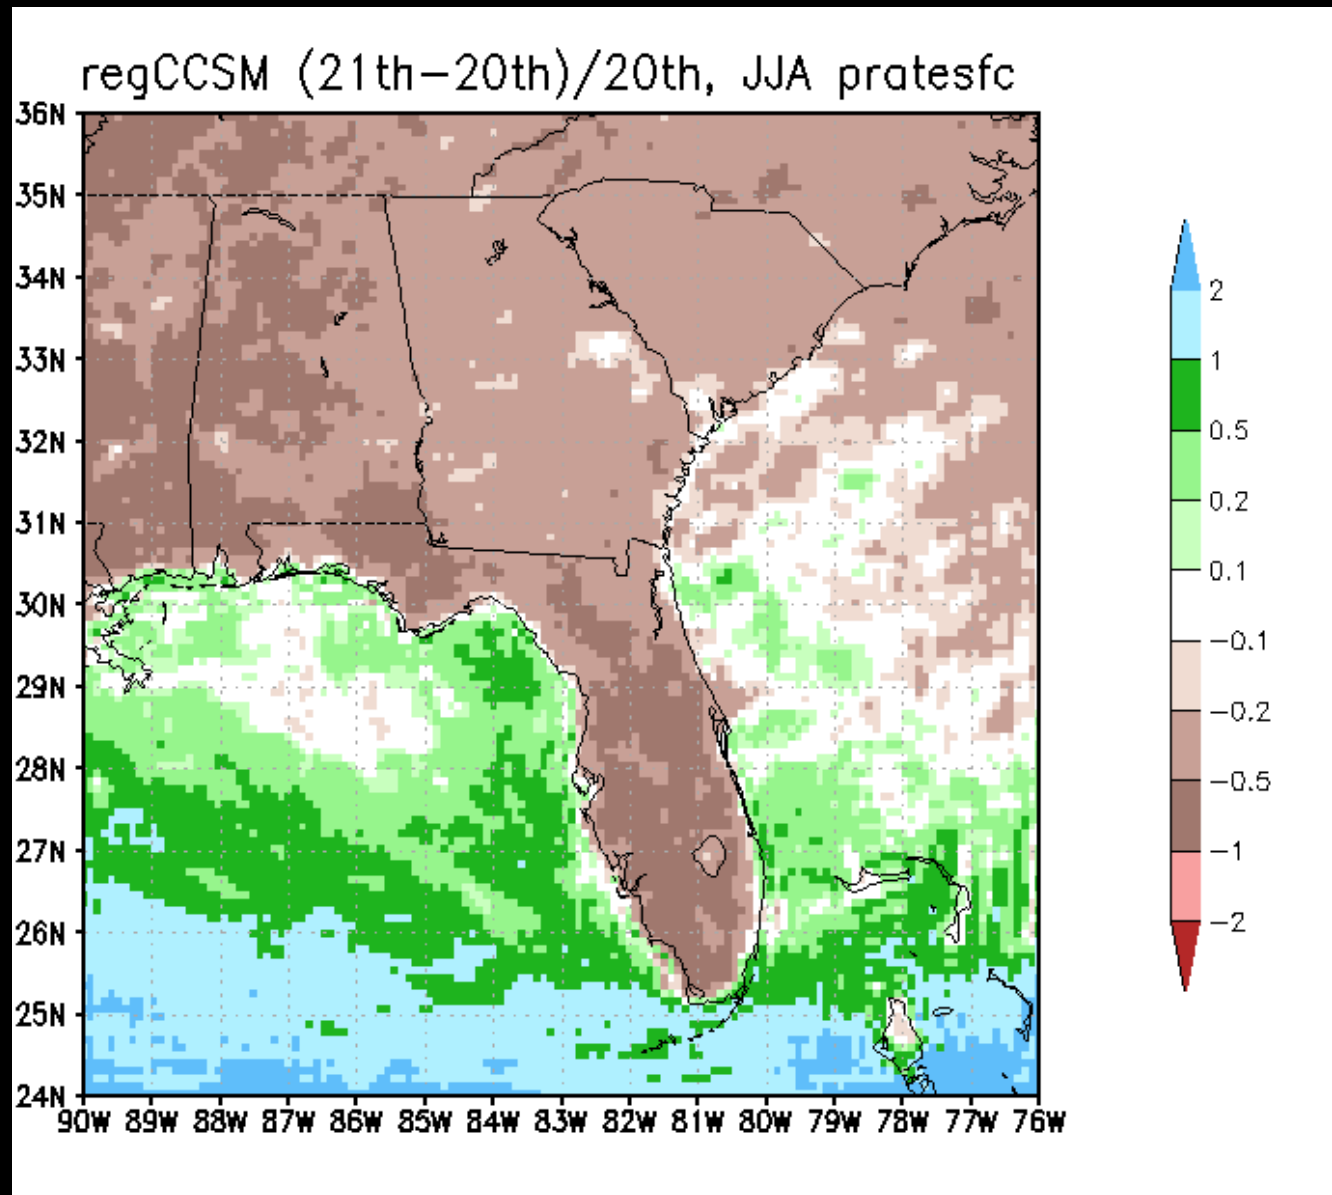 regCCSM (21th-20th)/20th, JJA pratesfc
36N
35N
34N
33N
32N
31N
30N
29N
28N
27N
26N
25N
24N
90W 89W 88W 87W 86W 85W 84W 83W 82W 81W 80W 79W 78W 77W 76W
2
1
0.5
0.2
0.1
-0.1
-0.2
-0.5
-1
-2